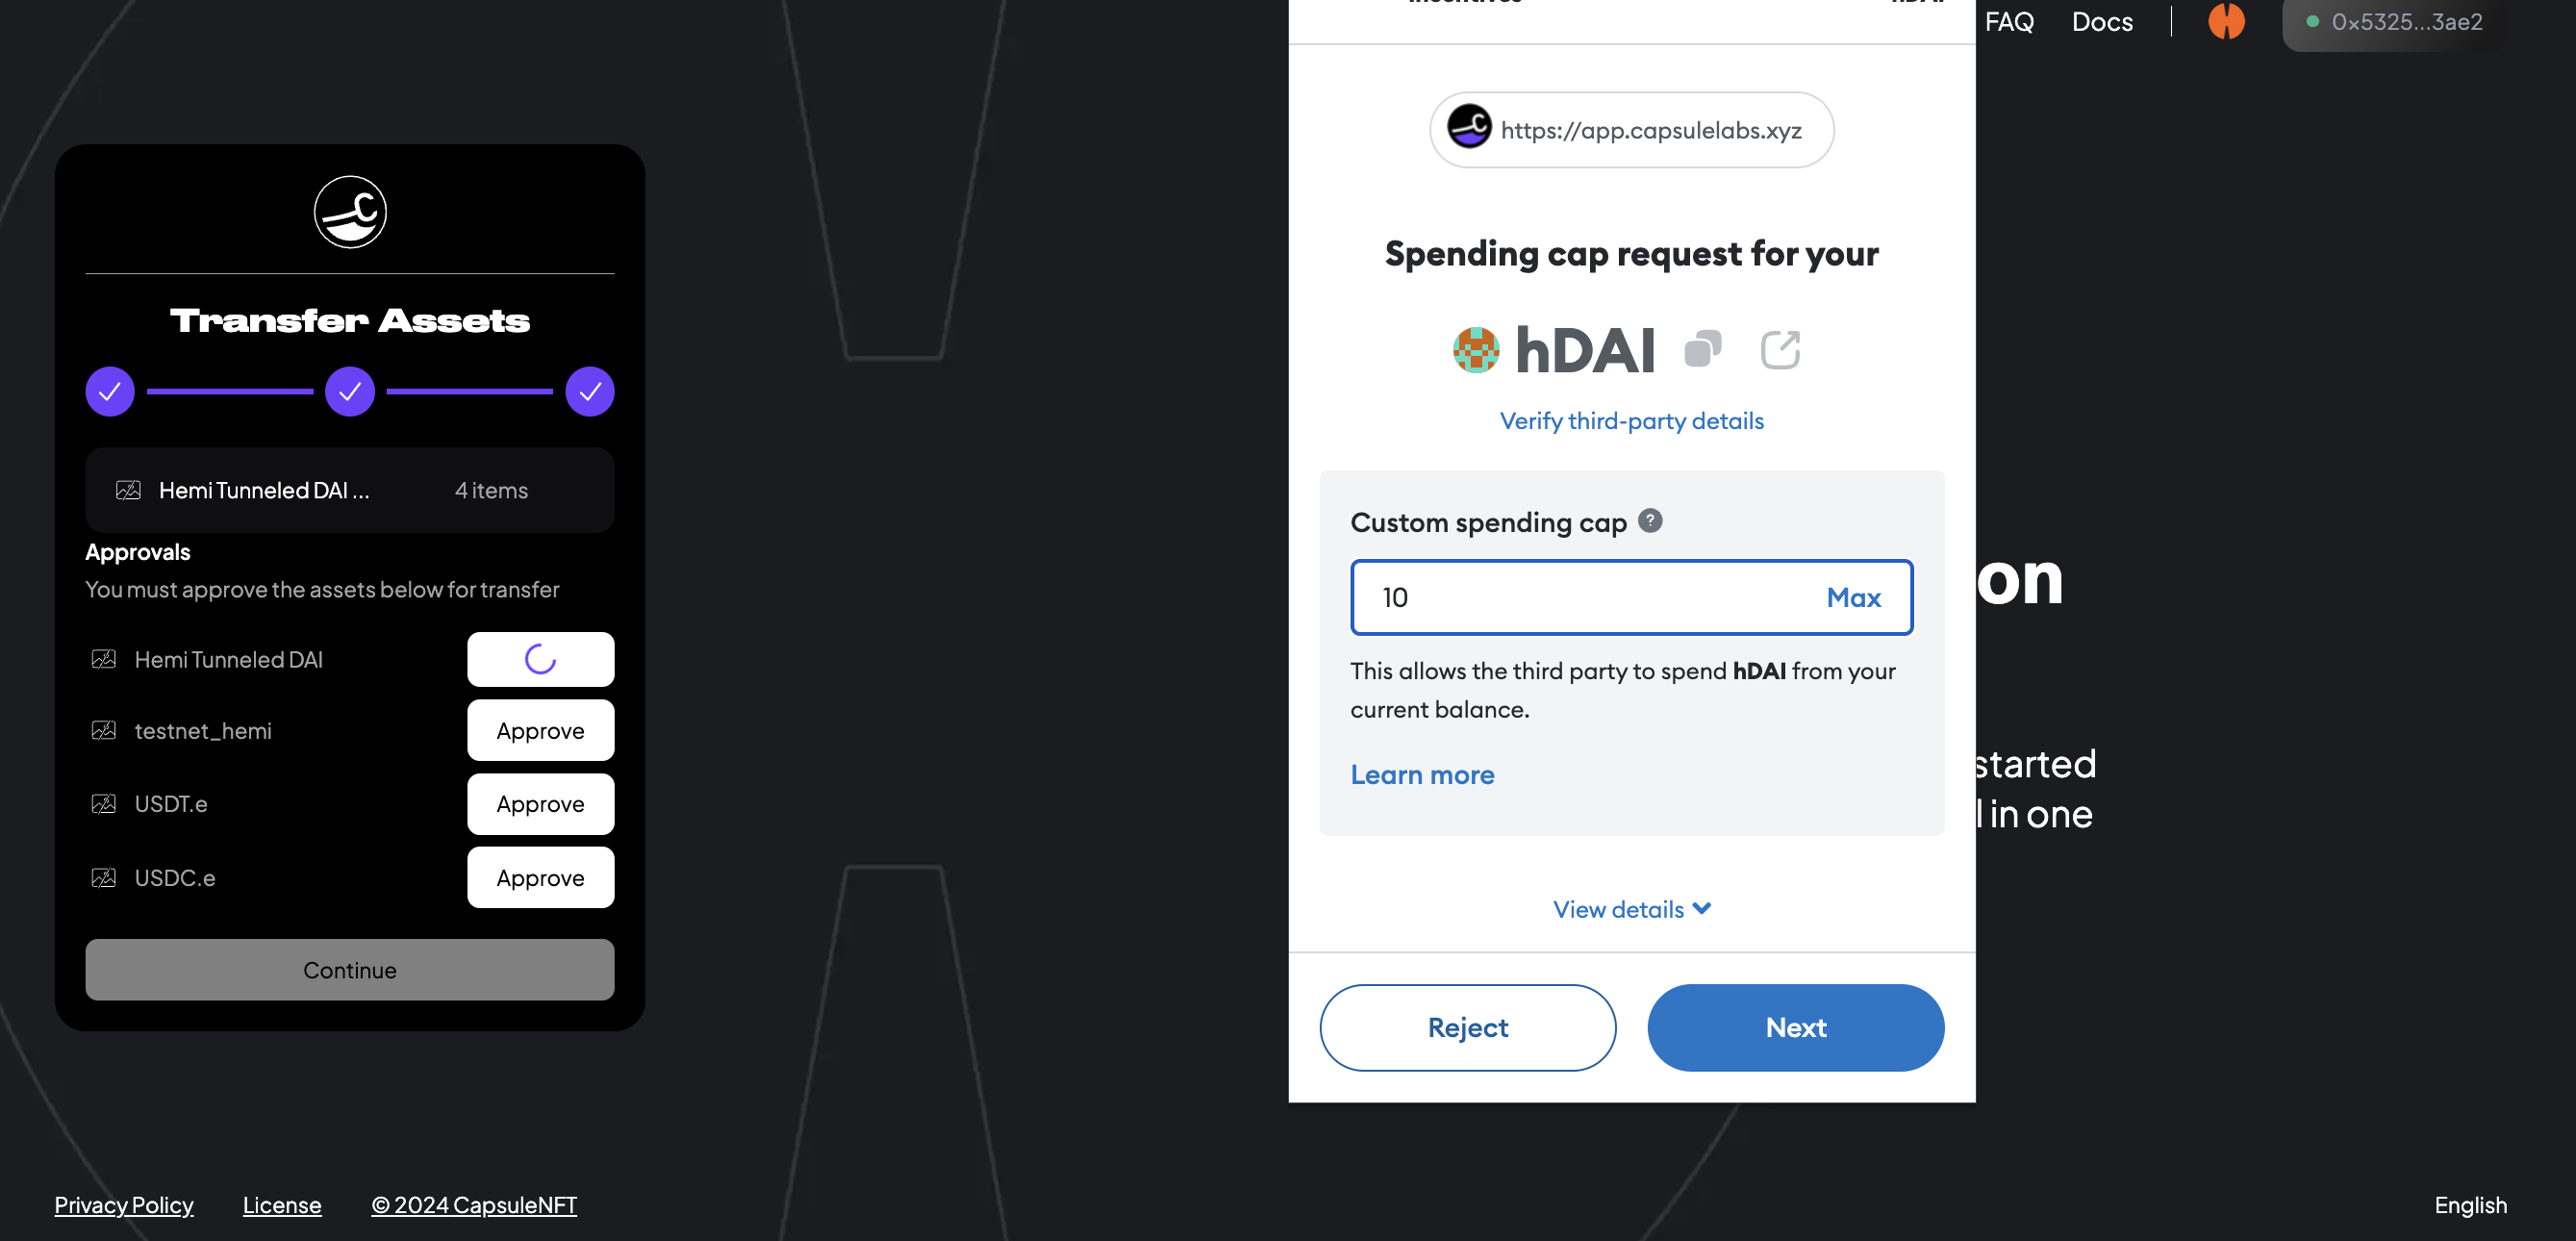 FAQ Docs 0x5325...3ae2
https://app.capsulelabs.xyz
Spending cap request for your
hDAI
Verify third-party details
Custom spending cap ?
10 Max
This allows the third party to spend hDAI from your
current balance.
Learn more
View details
Reject Next
Transfer Assets
Hemi Tunneled DAI ... 4 items
Approvals
You must approve the assets below for transfer
Hemi Tunneled DAI
testnet_hemi Approve
USDT.e Approve
USDC.e Approve
Continue
on
started
l in one
Privacy Policy License © 2024 CapsuleNFT English